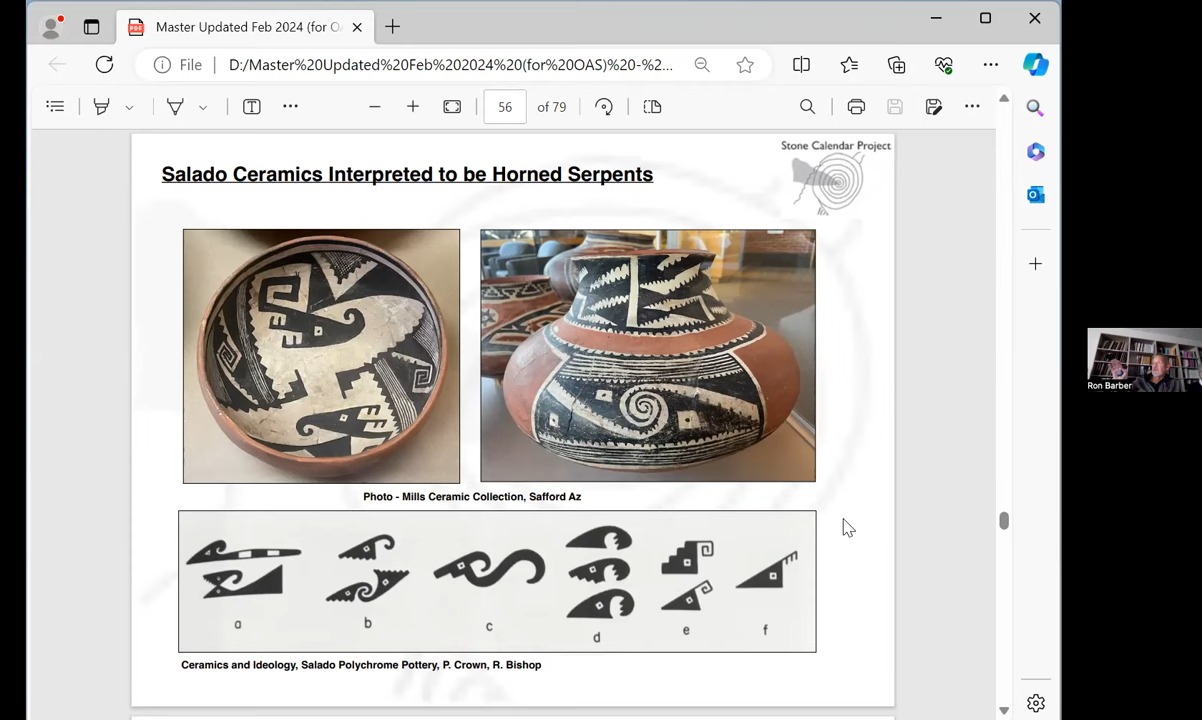 Master Updated Feb 2024 (for O
File
D:/Master%20Updated%20Feb%202024%20(for%20OAS)%20-%2...
56 of 79
Stone Calendar Project
Salado Ceramics Interpreted to be Horned Serpents
Photo - Mills Ceramic Collection, Safford Az
a b c d e f
Ceramics and Ideology, Salado Polychrome Pottery, P. Crown, R. Bishop
Ron Barber